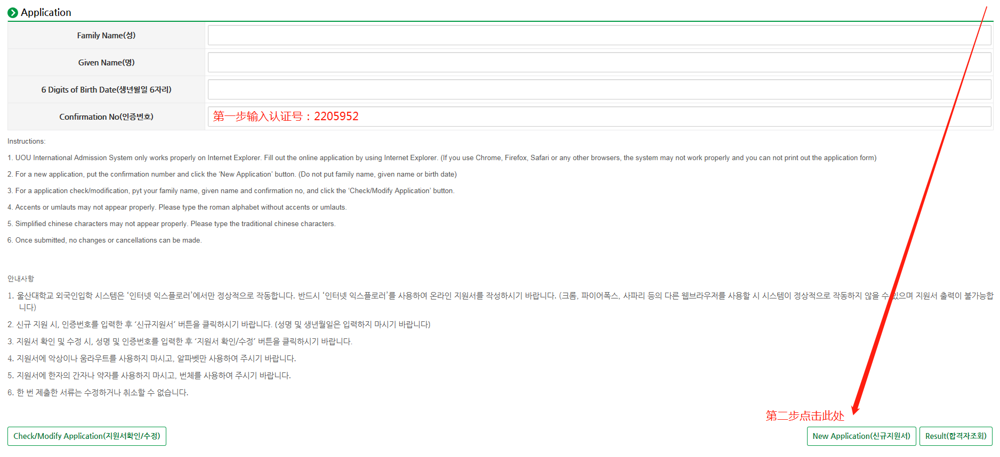 Application
Family Name(성)
Given Name(명)
6 Digits of Birth Date(생년월일 6자리)
Confirmation No(인증번호)
第一步输入认证号：2205952
Instructions:
1. UOU International Admission System only works properly on Internet Explorer. Fill out the online application by using Internet Explorer. (If you use Chrome, Firefox, Safari or any other browsers, the system may not work properly and you can not print out the application form)
2. For a new application, put the confirmation number and click the ‘New Application’ button. (Do not put family name, given name or birth date)
3. For a application check/modification, pyt your family name, given name and confirmation no, and click the ‘Check/Modify Application’ button.
4. Accents or umlauts may not appear properly. Please type the roman alphabet without accents or umlauts.
5. Simplified chinese characters may not appear properly. Please type the traditional chinese characters.
6. Once submitted, no changes or cancellations can be made.
안내사항
1. 울산대학교 외국인입학 시스템은 ‘인터넷 익스플로러’에서만 정상적으로 작동합니다. 반드시 ‘인터넷 익스플로러’를 사용하여 온라인 지원서를 작성하시기 바랍니다. (크롬, 파이어폭스, 사파리 등의 다른 웹브라우저를 사용할 시 시스템이 정상적으로 작동하지 않을 수 있으며 지원서 출력이 불가능합
니다)
2. 신규 지원 시, 인증번호를 입력한 후 ‘신규지원서’ 버튼을 클릭하시기 바랍니다. (성명 및 생년월일은 입력하지 마시기 바랍니다)
3. 지원서 확인 및 수정 시, 성명 및 인증번호를 입력한 후 ‘지원서 확인/수정’ 버튼을 클릭하시기 바랍니다.
4. 지원서에 악상이나 움라우트를 사용하지 마시고, 알파벳만 사용하여 주시기 바랍니다.
5. 지원서에 한자의 간자나 약자를 사용하지 마시고, 번체를 사용하여 주시기 바랍니다.
6. 한 번 제출한 서류는 수정하거나 취소할 수 없습니다.
第二步点击此处
Check/Modify Application(지원서확인/수정)
New Application(신규지원서)
Result(합격자조회)